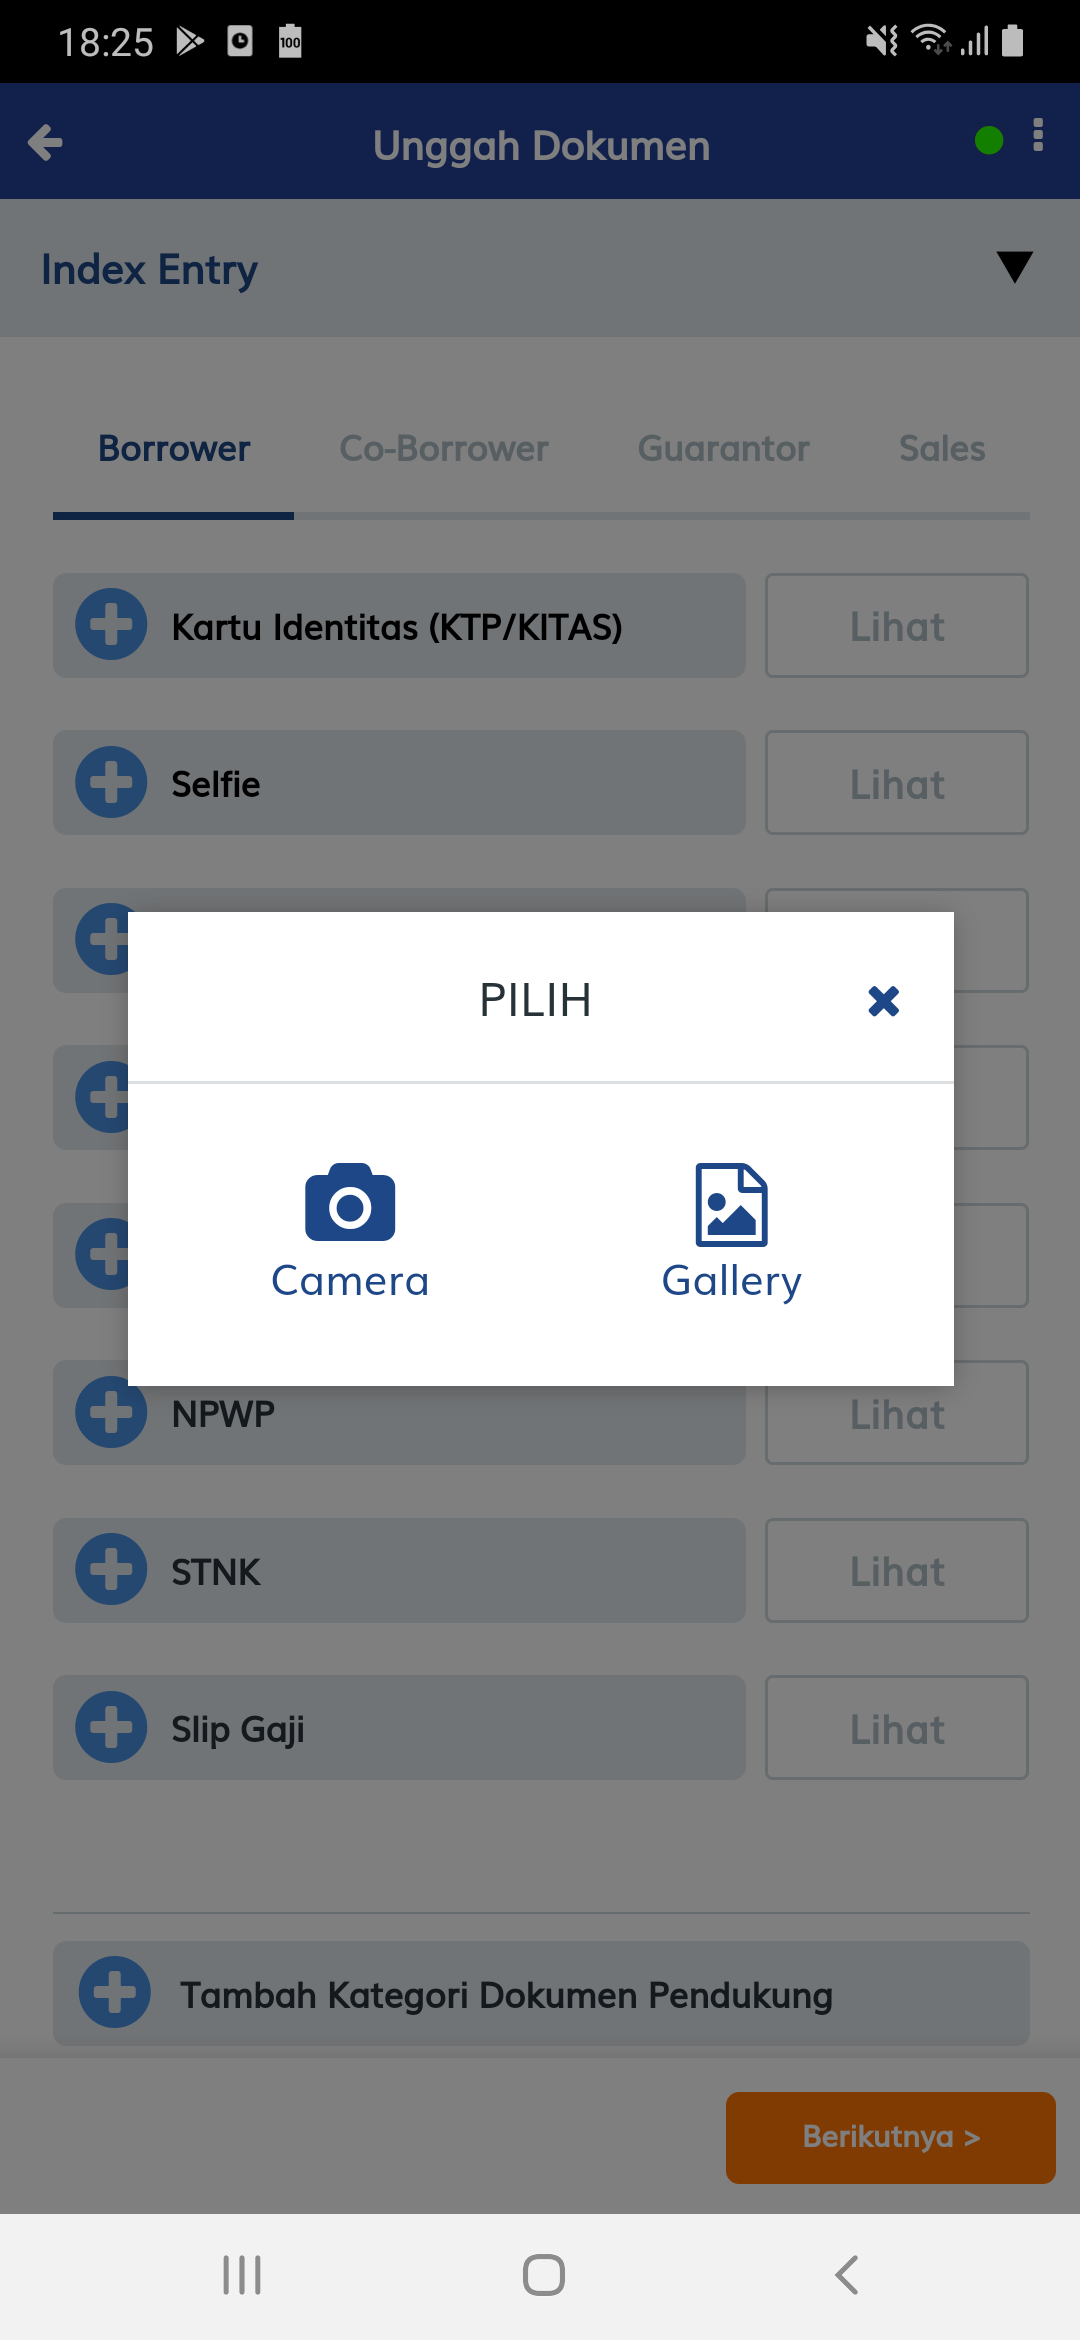 18:25
100
Unggah Dokumen
Index Entry
Borrower Co-Borrower Guarantor Sales
Kartu Identitas (KTP/KITAS) Lihat
Selfie Lihat
PILIH
Camera Gallery
NPWP Lihat
STNK Lihat
Slip Gaji Lihat
Tambah Kategori Dokumen Pendukung
Berikutnya >